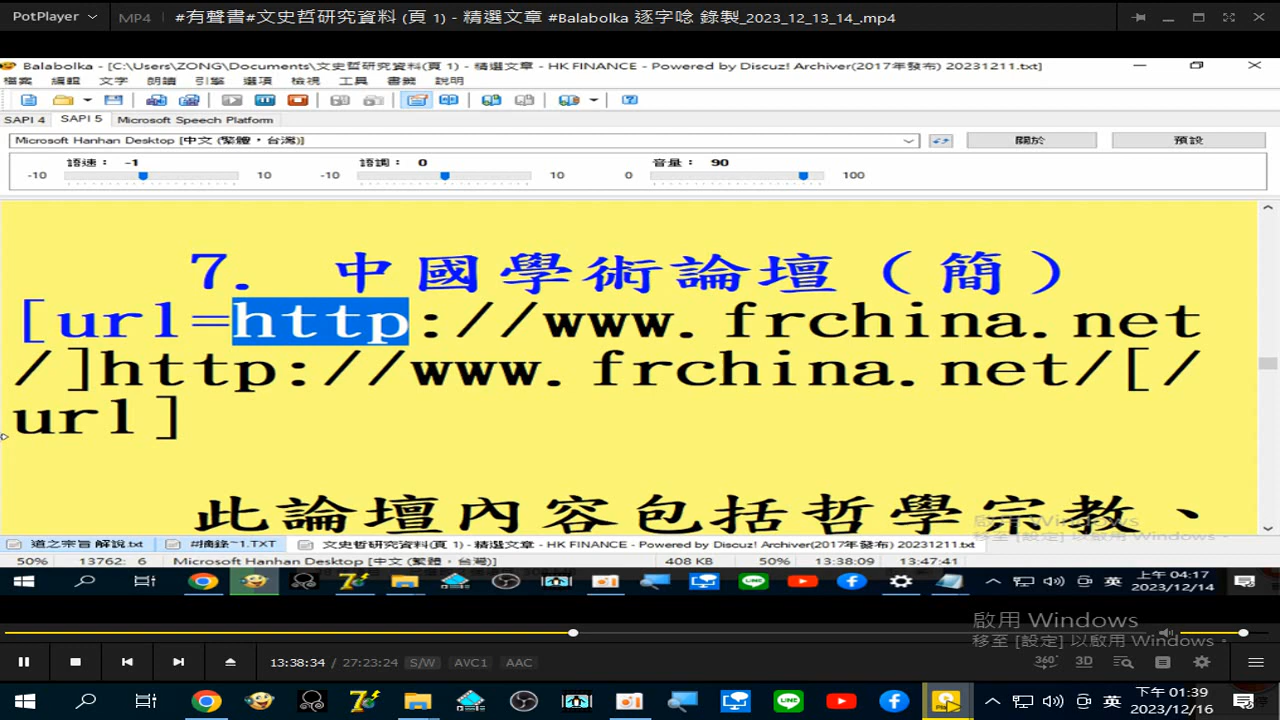 PotPlayer
MP4
#有聲書#文史哲研究資料 (頁 1) - 精選文章 #Balabolka 逐字唸 錄製_2023_12_13_14_.mp4
Balabolka - [C:\Users\ZONG\Documents\文史哲研究資料(頁 1) - 精選文章 - HK FINANCE - Powered by Discuz! Archiver(2017年發布) 20231211.txt]
檔案 編輯 文字 朗讀 引擎 選項 檢視 工具 書籤 說明
SAPI 4 SAPI 5 Microsoft Speech Platform
Microsoft Hanhan Desktop [中文 (繁體，台灣)]
關於
預設
語速： -1 語調： 0 音量： 90
-10 10 -10 10 0 100
7. 中國學術論壇（簡）
[url=http://www.frchina.net
/]http://www.frchina.net/[/
url]
此論壇內容包括哲學宗教、
啟用 Windows
移至 [設定] 以啟用 Windows。
道之宗旨 解說.txt #摘錄~1.TXT 文史哲研究資料(頁 1) - 精選文章 - HK FINANCE - Powered by Discuz! Archiver(2017年發布) 20231211.txt
50% 13762: 6 Microsoft Hanhan Desktop [中文 (繁體，台灣)] 408 KB 50% 13:38:09 13:47:41
英
上午 04:17
2023/12/14
啟用 Windows
移至 [設定] 以啟用 Windows。
13:38:34 / 27:23:24 S/W AVC1 AAC
360° 3D
英
下午 01:39
2023/12/16